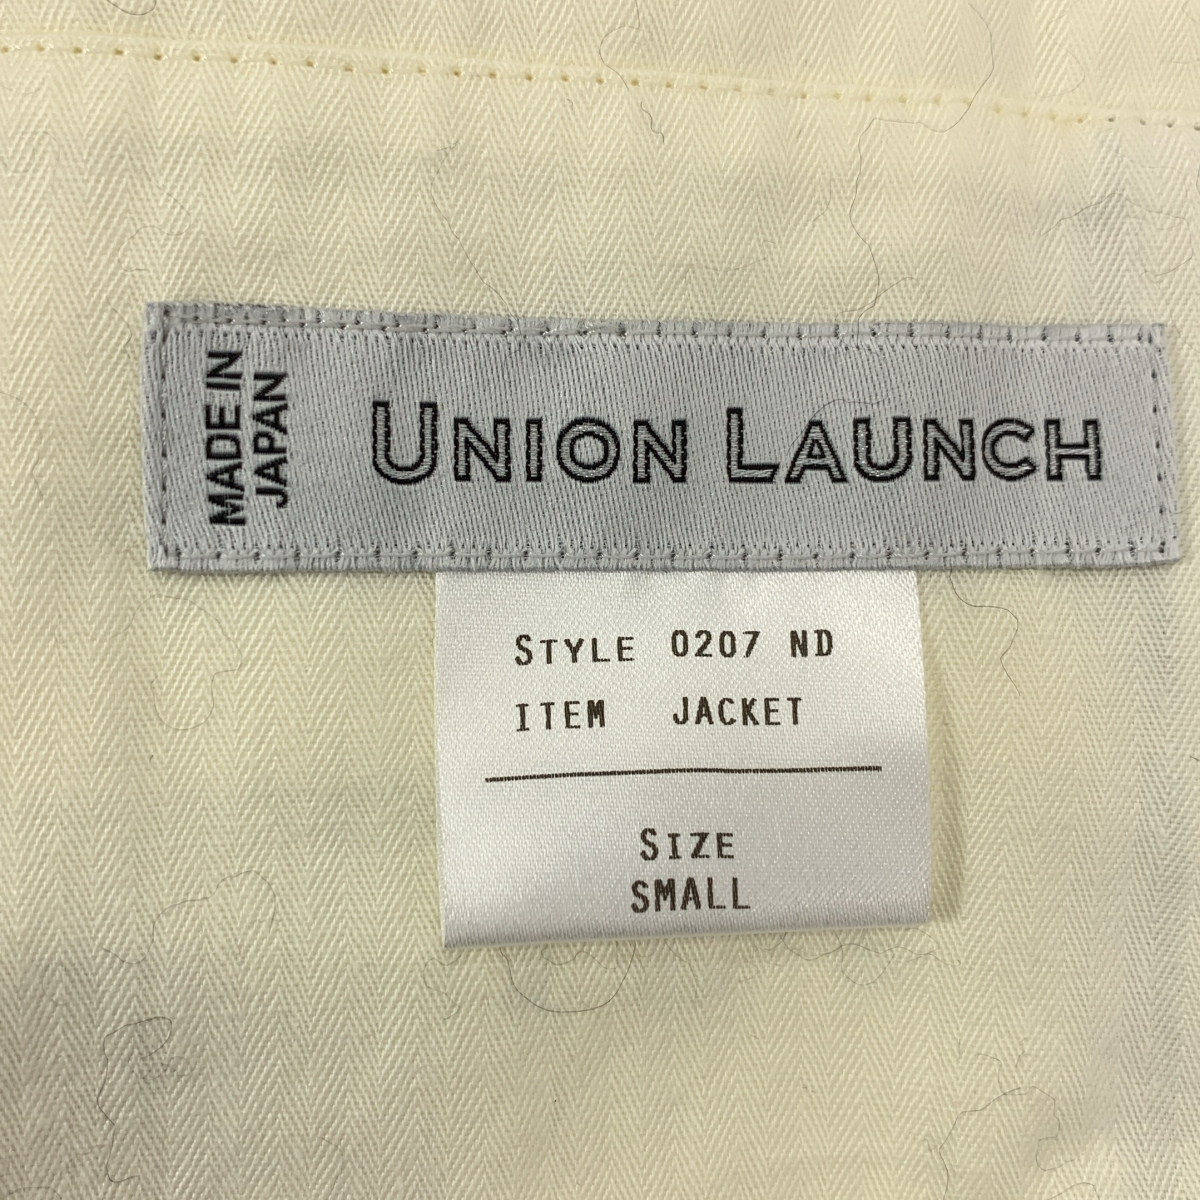 MADE IN
JAPAN
UNION LAUNCH
STYLE 0207 ND
ITEM JACKET
SIZE
SMALL